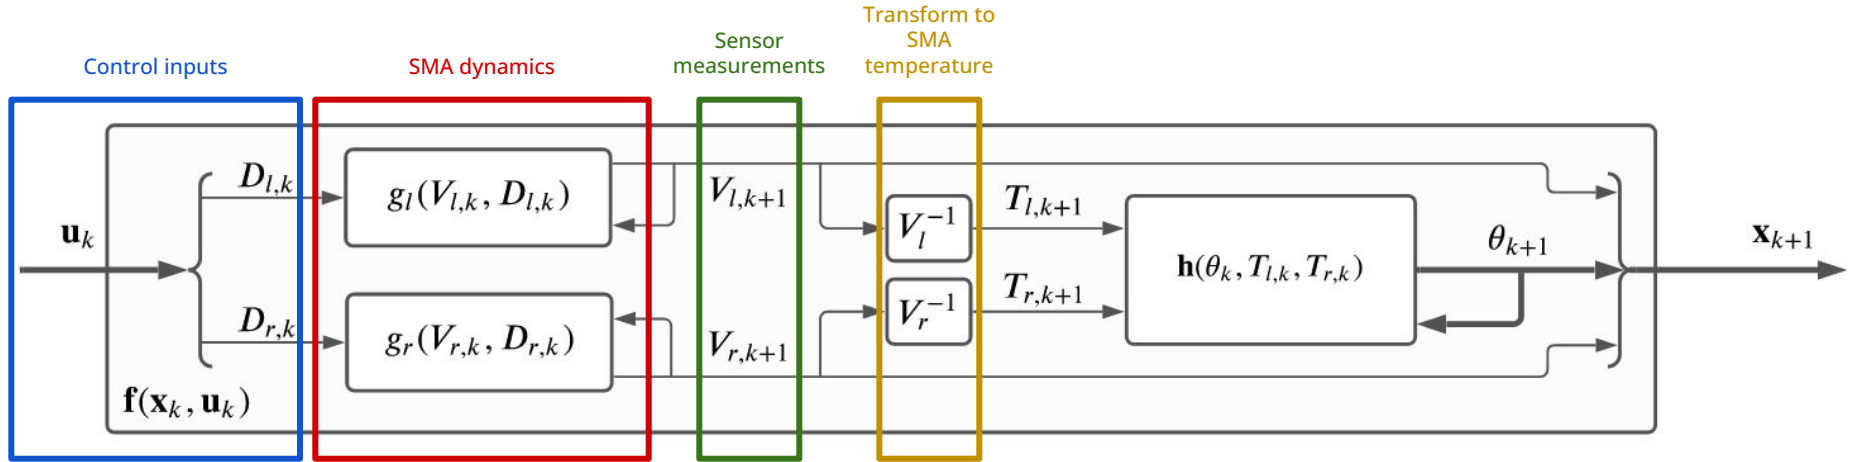 Control inputs
SMA dynamics
Sensor
measurements
Transform to
SMA
temperature
u_k
D_{l,k}
D_{r,k}
f(x_k, u_k)
g_l(V_{l,k}, D_{l,k})
g_r(V_{r,k}, D_{r,k})
V_{l,k+1}
V_{r,k+1}
V_l^{-1}
V_r^{-1}
T_{l,k+1}
T_{r,k+1}
h(θ_k, T_{l,k}, T_{r,k})
θ_{k+1}
x_{k+1}